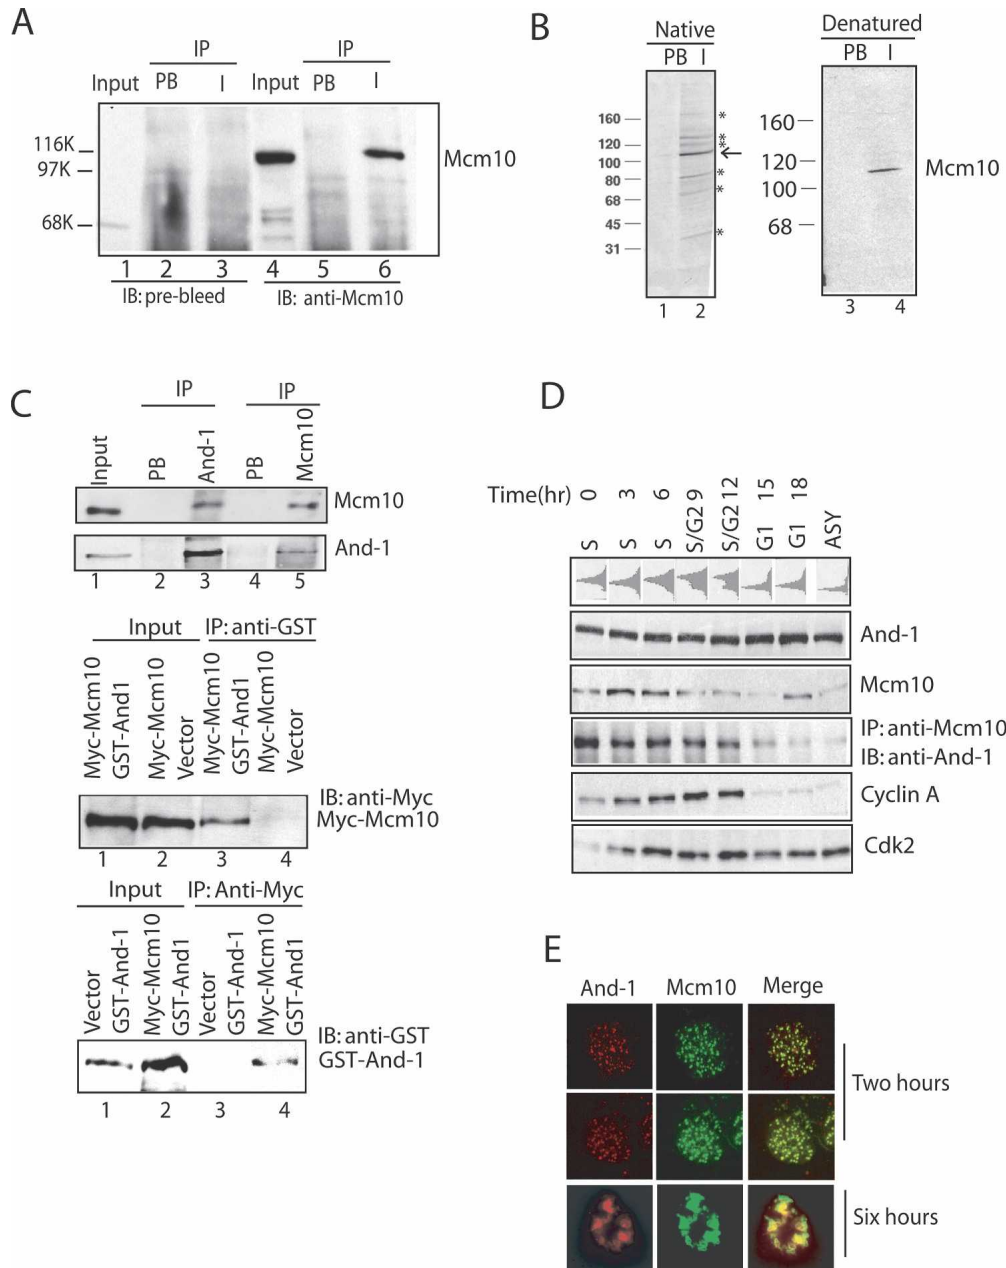 A
IP
IP
Input PB I Input PB I
116K
97K
68K
Mcm10
1 2 3 4 5 6
IB: pre-bleed IB: anti-Mcm10
B
Native
PB I
160
120
100
80
68
45
31
*
*
*
*
*
*
1 2
Denatured
PB I
160
120
100
68
Mcm10
3 4
C
IP
IP
Input PB And-1 PB Mcm10
Mcm10
And-1
1 2 3 4 5
Input IP: anti-GST
Myc-Mcm10
GST-And1
Myc-Mcm10
Vector
Myc-Mcm10
GST-And1
Myc-Mcm10
Vector
IB: anti-Myc
Myc-Mcm10
1 2 3 4
Input IP: Anti-Myc
Vector
GST-And-1
Myc-Mcm10
GST-And1
Vector
GST-And-1
Myc-Mcm10
GST-And1
IB: anti-GST
GST-And-1
1 2 3 4
D
Time(hr) 0 3 6 9 12 15 18
S S S S/G2 S/G2 G1 G1 ASY
And-1
Mcm10
IP: anti-Mcm10
IB: anti-And-1
Cyclin A
Cdk2
E
And-1 Mcm10 Merge
Two hours
Six hours